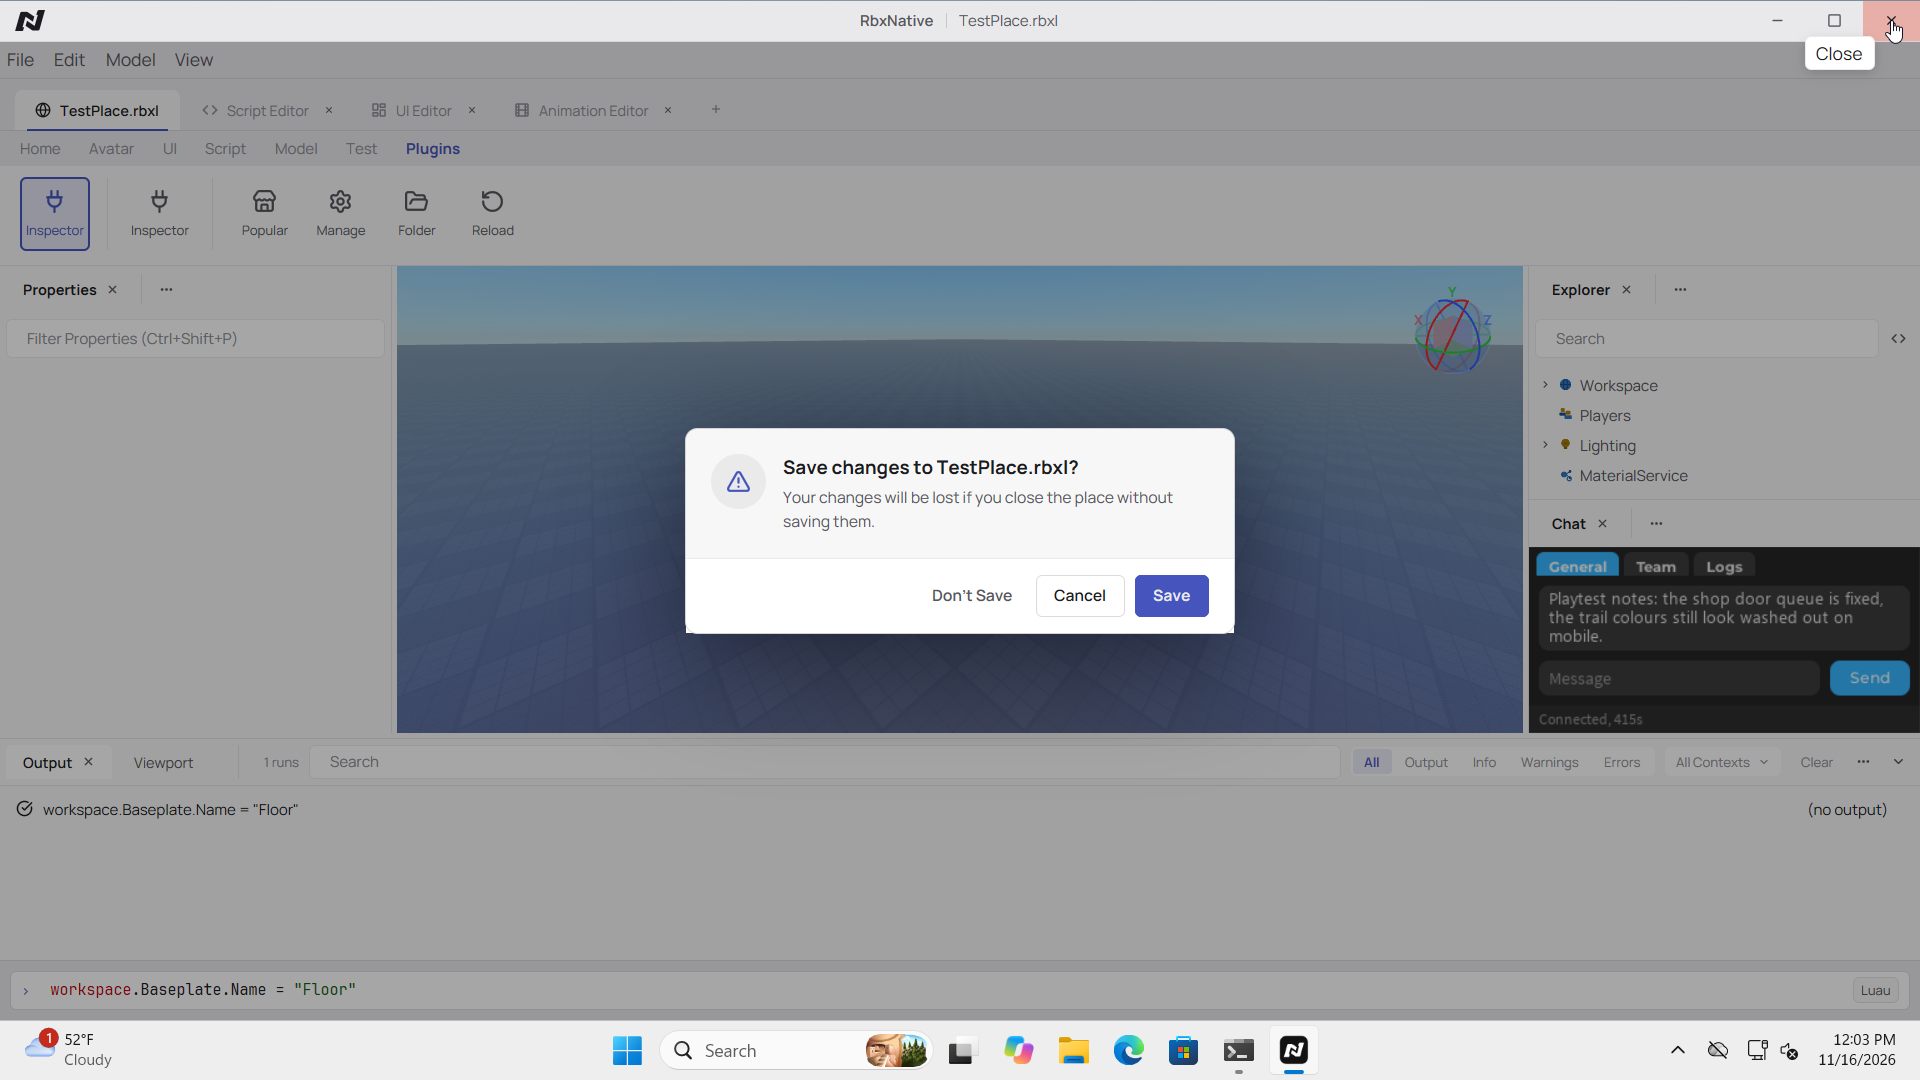 RbxNative
TestPlace.rbxl
Close
File Edit Model View
TestPlace.rbxl Script Editor UI Editor Animation Editor
Home Avatar UI Script Model Test Plugins
Inspector Inspector Popular Manage Folder Reload
Properties
Filter Properties (Ctrl+Shift+P)
Y
X
Z
Explorer
Search
Workspace
Players
Lighting
MaterialService
Save changes to TestPlace.rbxl?
Your changes will be lost if you close the place without
saving them.
Don't Save Cancel Save
Chat
General Team Logs
Playtest notes: the shop door queue is fixed,
the trail colours still look washed out on
mobile.
Message Send
Connected, 415s
Output Viewport 1 runs Search All Output Info Warnings Errors All Contexts Clear
workspace.Baseplate.Name = "Floor" (no output)
workspace.Baseplate.Name = "Floor" Luau
1
52°F
Cloudy
Search
12:03 PM
11/16/2026